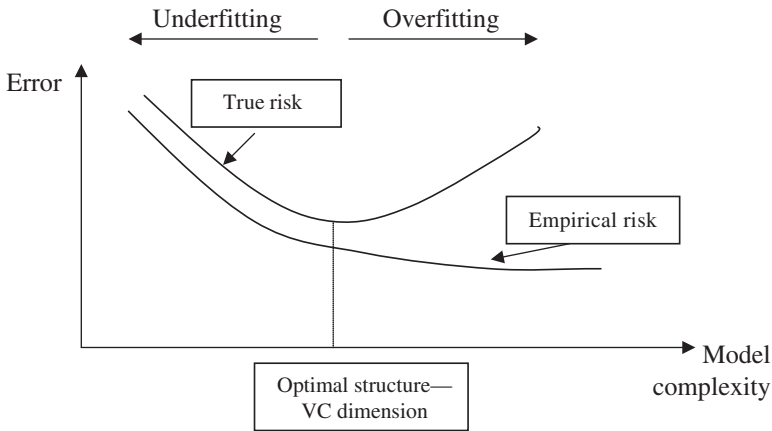 Underfitting
Overfitting
Error
True risk
Empirical risk
Model
complexity
Optimal structure—
VC dimension